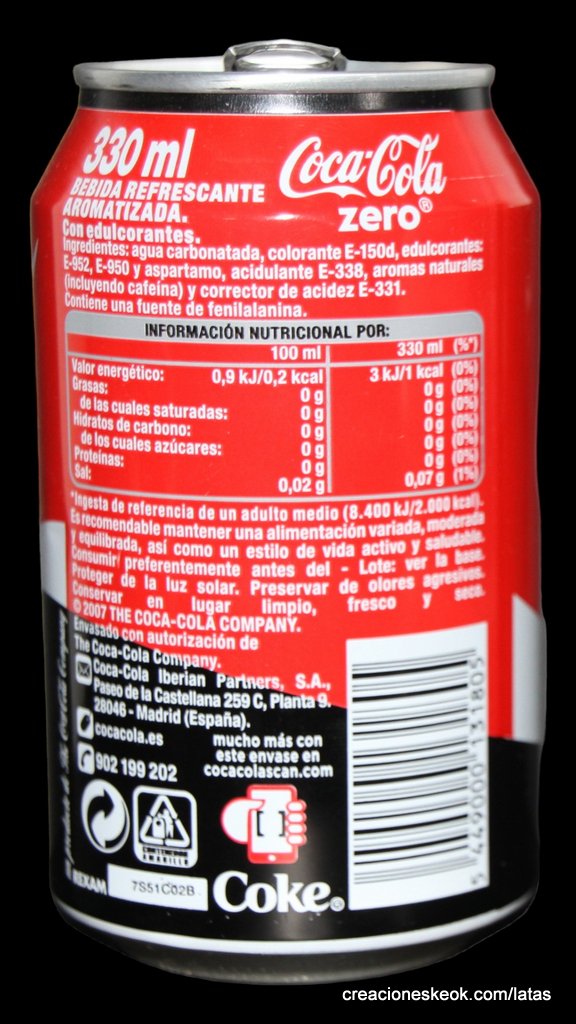 330 ml
BEBIDA REFRESCANTE
AROMATIZADA.
Con edulcorantes.
Coca-Cola
zero®
Ingredientes: agua carbonatada, colorante E-150d, edulcorantes:
E-952, E-950 y aspartamo, acidulante E-338, aromas naturales
(incluyendo cafeína) y corrector de acidez E-331.
Contiene una fuente de fenilalanina.
INFORMACIÓN NUTRICIONAL POR:
100 ml 330 ml (%*)
Valor energético: 0,9 kJ/0,2 kcal 3 kJ/1 kcal (0%)
Grasas: 0 g 0 g (0%)
de las cuales saturadas: 0 g 0 g (0%)
Hidratos de carbono: 0 g 0 g (0%)
de los cuales azúcares: 0 g 0 g (0%)
Proteínas: 0 g 0 g (0%)
Sal: 0,02 g 0,07 g (1%)
*Ingesta de referencia de un adulto medio (8.400 kJ/2.000 kcal).
Es recomendable mantener una alimentación variada, moderada
y equilibrada, así como un estilo de vida activo y saludable.
Consumir preferentemente antes del - Lote: ver la base.
Proteger de la luz solar. Preservar de olores agresivos.
Conservar en lugar limpio, fresco y seco.
© 2007 THE COCA-COLA COMPANY.
Envasado con autorización de
The Coca-Cola Company.
Coca-Cola Iberian Partners, S.A.,
Paseo de la Castellana 259 C, Planta 9.
28046 - Madrid (España).
cocacola.es
902 199 202
mucho más con
este envase en
cocacolascan.com
AMARILLO
REXAM
7S51C02B
Coke®
5 449000 131805
creacioneskeok.com/latas